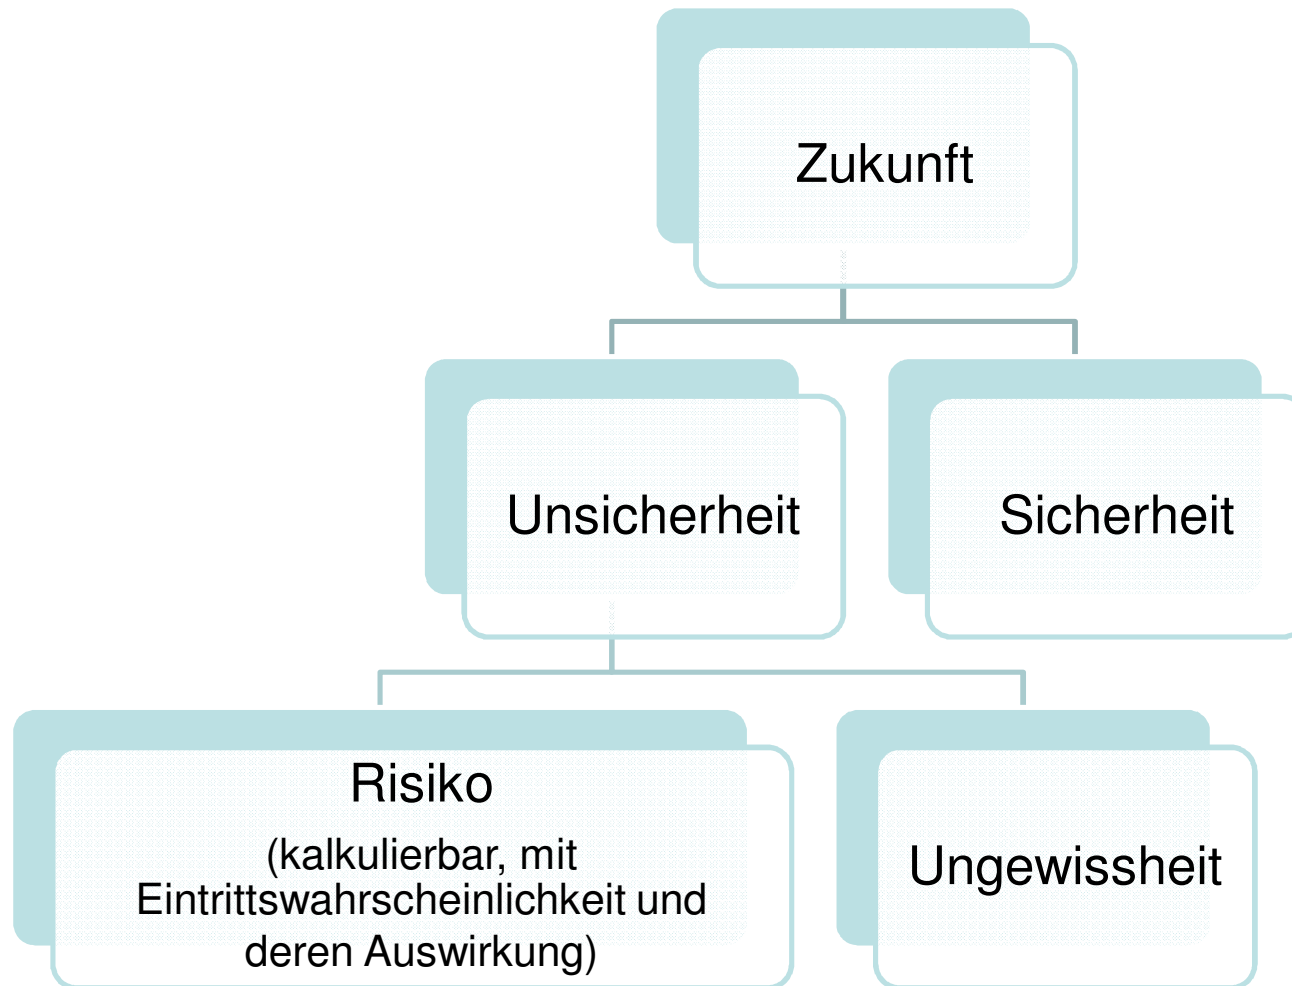 Zukunft
Unsicherheit
Sicherheit
Risiko
(kalkulierbar, mit
Eintrittswahrscheinlichkeit und
deren Auswirkung)
Ungewissheit